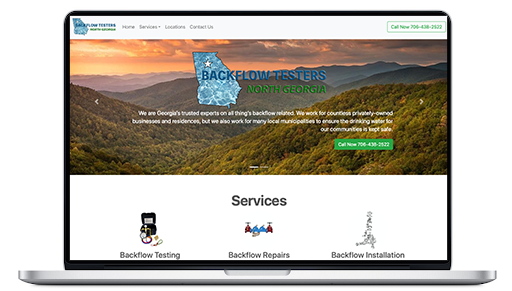 BACKFLOW TESTERS
NORTH GEORGIA
Home Services Locations Contact Us
Call Now 706-438-2522
BACKFLOW TESTERS
NORTH GEORGIA
We are Georgia's trusted experts on all thing's backflow related. We work for countless privately-owned
businesses and residences, but we also work for many local municipalities to ensure the drinking water for
our communities is kept safe.
Call Now 706-438-2522
Services
Backflow Testing Backflow Repairs Backflow Installation